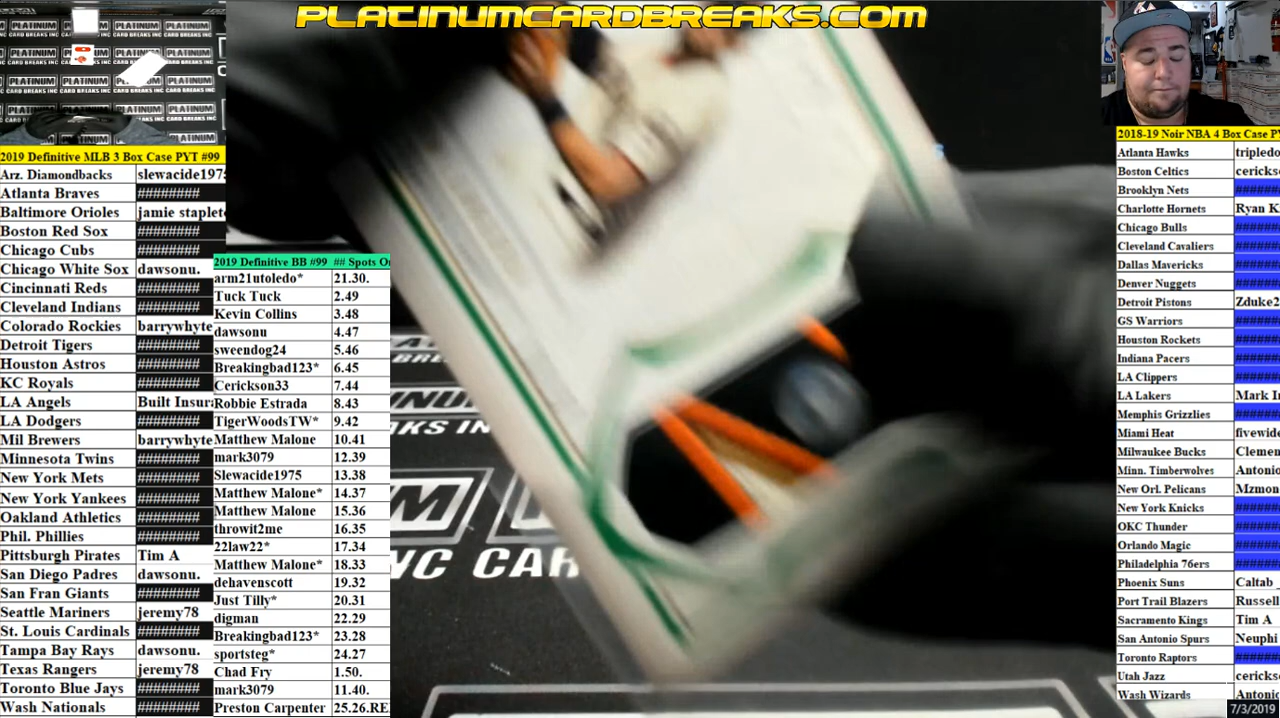 PLATINUMCARDBREAKS.COM
2019 Definitive MLB 3 Box Case PYT #99
Arz. Diamondbacks slewacide197
Atlanta Braves ########
Baltimore Orioles jamie staplet
Boston Red Sox ########
Chicago Cubs ########
Chicago White Sox dawsonu.
Cincinnati Reds ########
Cleveland Indians ########
Colorado Rockies barrywhyte
Detroit Tigers ########
Houston Astros ########
KC Royals ########
LA Angels Built Insura
LA Dodgers ########
Mil Brewers barrywhyte
Minnesota Twins ########
New York Mets ########
New York Yankees ########
Oakland Athletics ########
Phil. Phillies ########
Pittsburgh Pirates Tim A
San Diego Padres dawsonu.
San Fran Giants ########
Seattle Mariners jeremy78
St. Louis Cardinals ########
Tampa Bay Rays dawsonu.
Texas Rangers jeremy78
Toronto Blue Jays ########
Wash Nationals ########
2019 Definitive BB #99 ## Spots On
arm21utoledo* 21.30.
Tuck Tuck 2.49
Kevin Collins 3.48
dawsonu 4.47
sweendog24 5.46
Breakingbad123* 6.45
Cerickson33 7.44
Robbie Estrada 8.43
TigerWoodsTW* 9.42
Matthew Malone 10.41
mark3079 12.39
Slewacide1975 13.38
Matthew Malone* 14.37
Matthew Malone 15.36
throwit2me 16.35
22law22* 17.34
Matthew Malone* 18.33
dehavenscott 19.32
Just Tilly* 20.31
digman 22.29
Breakingbad123* 23.28
sportsteg* 24.27
Chad Fry 1.50.
mark3079 11.40.
Preston Carpenter 25.26.RE
2018-19 Noir NBA 4 Box Case P
Atlanta Hawks tripledo
Boston Celtics cericks
Brooklyn Nets ######
Charlotte Hornets Ryan K
Chicago Bulls ######
Cleveland Cavaliers ######
Dallas Mavericks ######
Denver Nuggets ######
Detroit Pistons Zduke2
GS Warriors ######
Houston Rockets ######
Indiana Pacers ######
LA Clippers ######
LA Lakers Mark I
Memphis Grizzlies ######
Miami Heat fivewide
Milwaukee Bucks Clemen
Minn. Timberwolves Antonio
New Orl. Pelicans Mzmon
New York Knicks ######
OKC Thunder ######
Orlando Magic ######
Philadelphia 76ers ######
Phoenix Suns Caltab
Port Trail Blazers Russell
Sacramento Kings Tim A
San Antonio Spurs Neuphi
Toronto Raptors ######
Utah Jazz cericks
Wash Wizards Antonio
7/3/2019